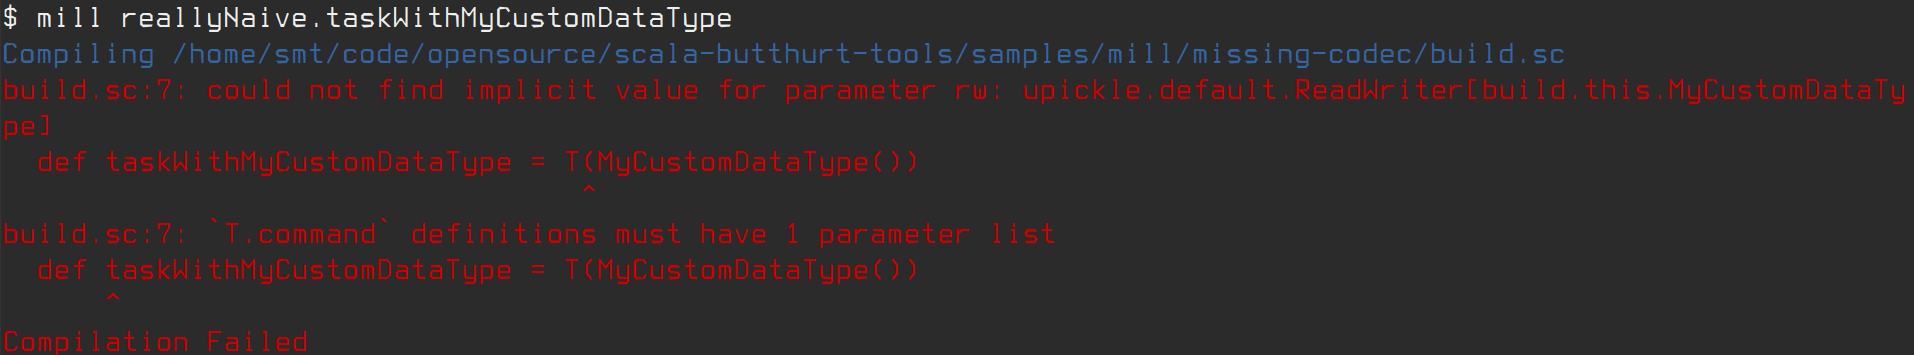 $ mill reallyNaive.taskWithMyCustomDataType
Compiling /home/smt/code/opensource/scala-butthurt-tools/samples/mill/missing-codec/build.sc
build.sc:7: could not find implicit value for parameter rw: upickle.default.ReadWriter[build.this.MyCustomDataTy
pe]
  def taskWithMyCustomDataType = T(MyCustomDataType())
                                  ^
build.sc:7: `T.command` definitions must have 1 parameter list
  def taskWithMyCustomDataType = T(MyCustomDataType())
      ^
Compilation Failed